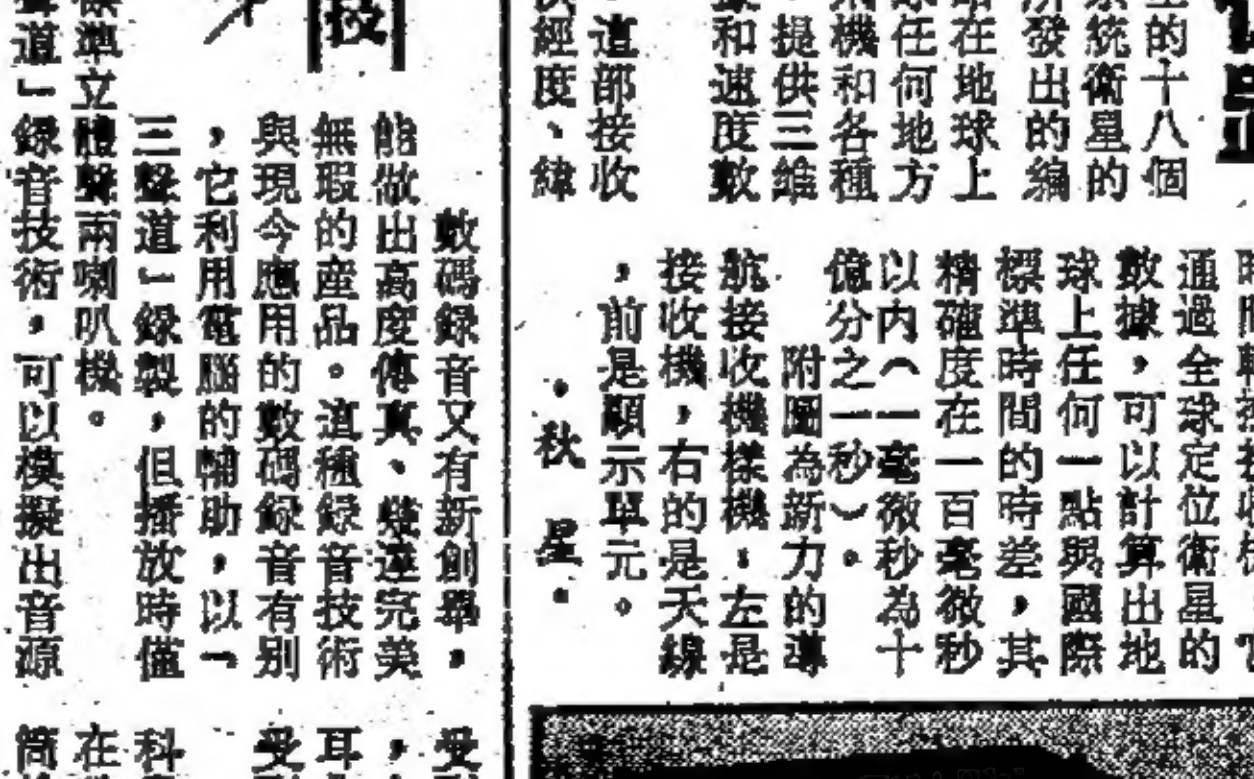 的十八個
統衛星的
發出的編
在地球上
任何地方
機和各種
提供三維
和速度數
。這部接收
經度、緯
通過全球定位衛星的
數據，可以計算出地
球上任何一點與國際
標準時間的時差，其
精確度在一百毫微秒
以内（一毫微秒為十
億分之一秒）。
附圖為新力的導
航接收機樣機，左是
接收機，右的是天線
，前是顯示單元。
·秋星·
技
數碼錄音又有新創舉，
能做出高度傳真、幾達完美
無瑕的産品。這種錄音技術
與現今應用的數碼錄音有别
，它利用電腦的輔助，以「
三聲道」錄製，但播放時僅
準立體聲兩喇叭機。
道」錄音技術，可以模擬出音源
受
，
耳
受
科
在
筒